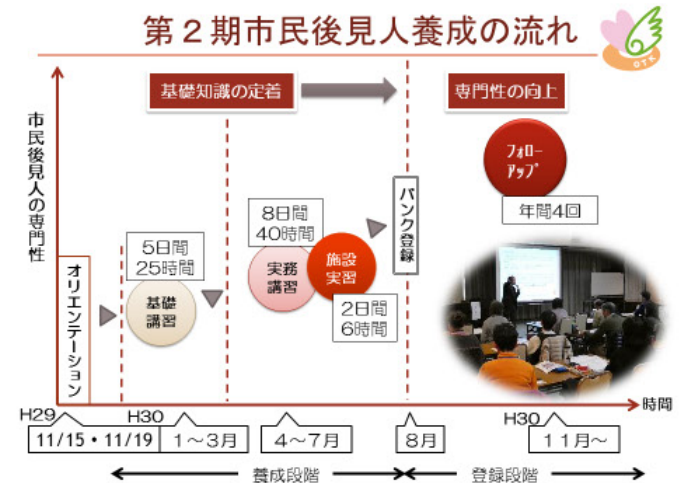 第2期市民後見人養成の流れ
OTK
基礎知識の定着
専門性の向上
市民後見人の専門性
フォロー
アップ
年間4回
バンク登録
8日間
40時間
実務
講習
施設
実習
2日間
6時間
5日間
25時間
基礎
講習
オリエンテーション
時間
H29
11/15・11/19
H30
1～3月
4～7月
8月
H30
11月～
養成段階
登録段階